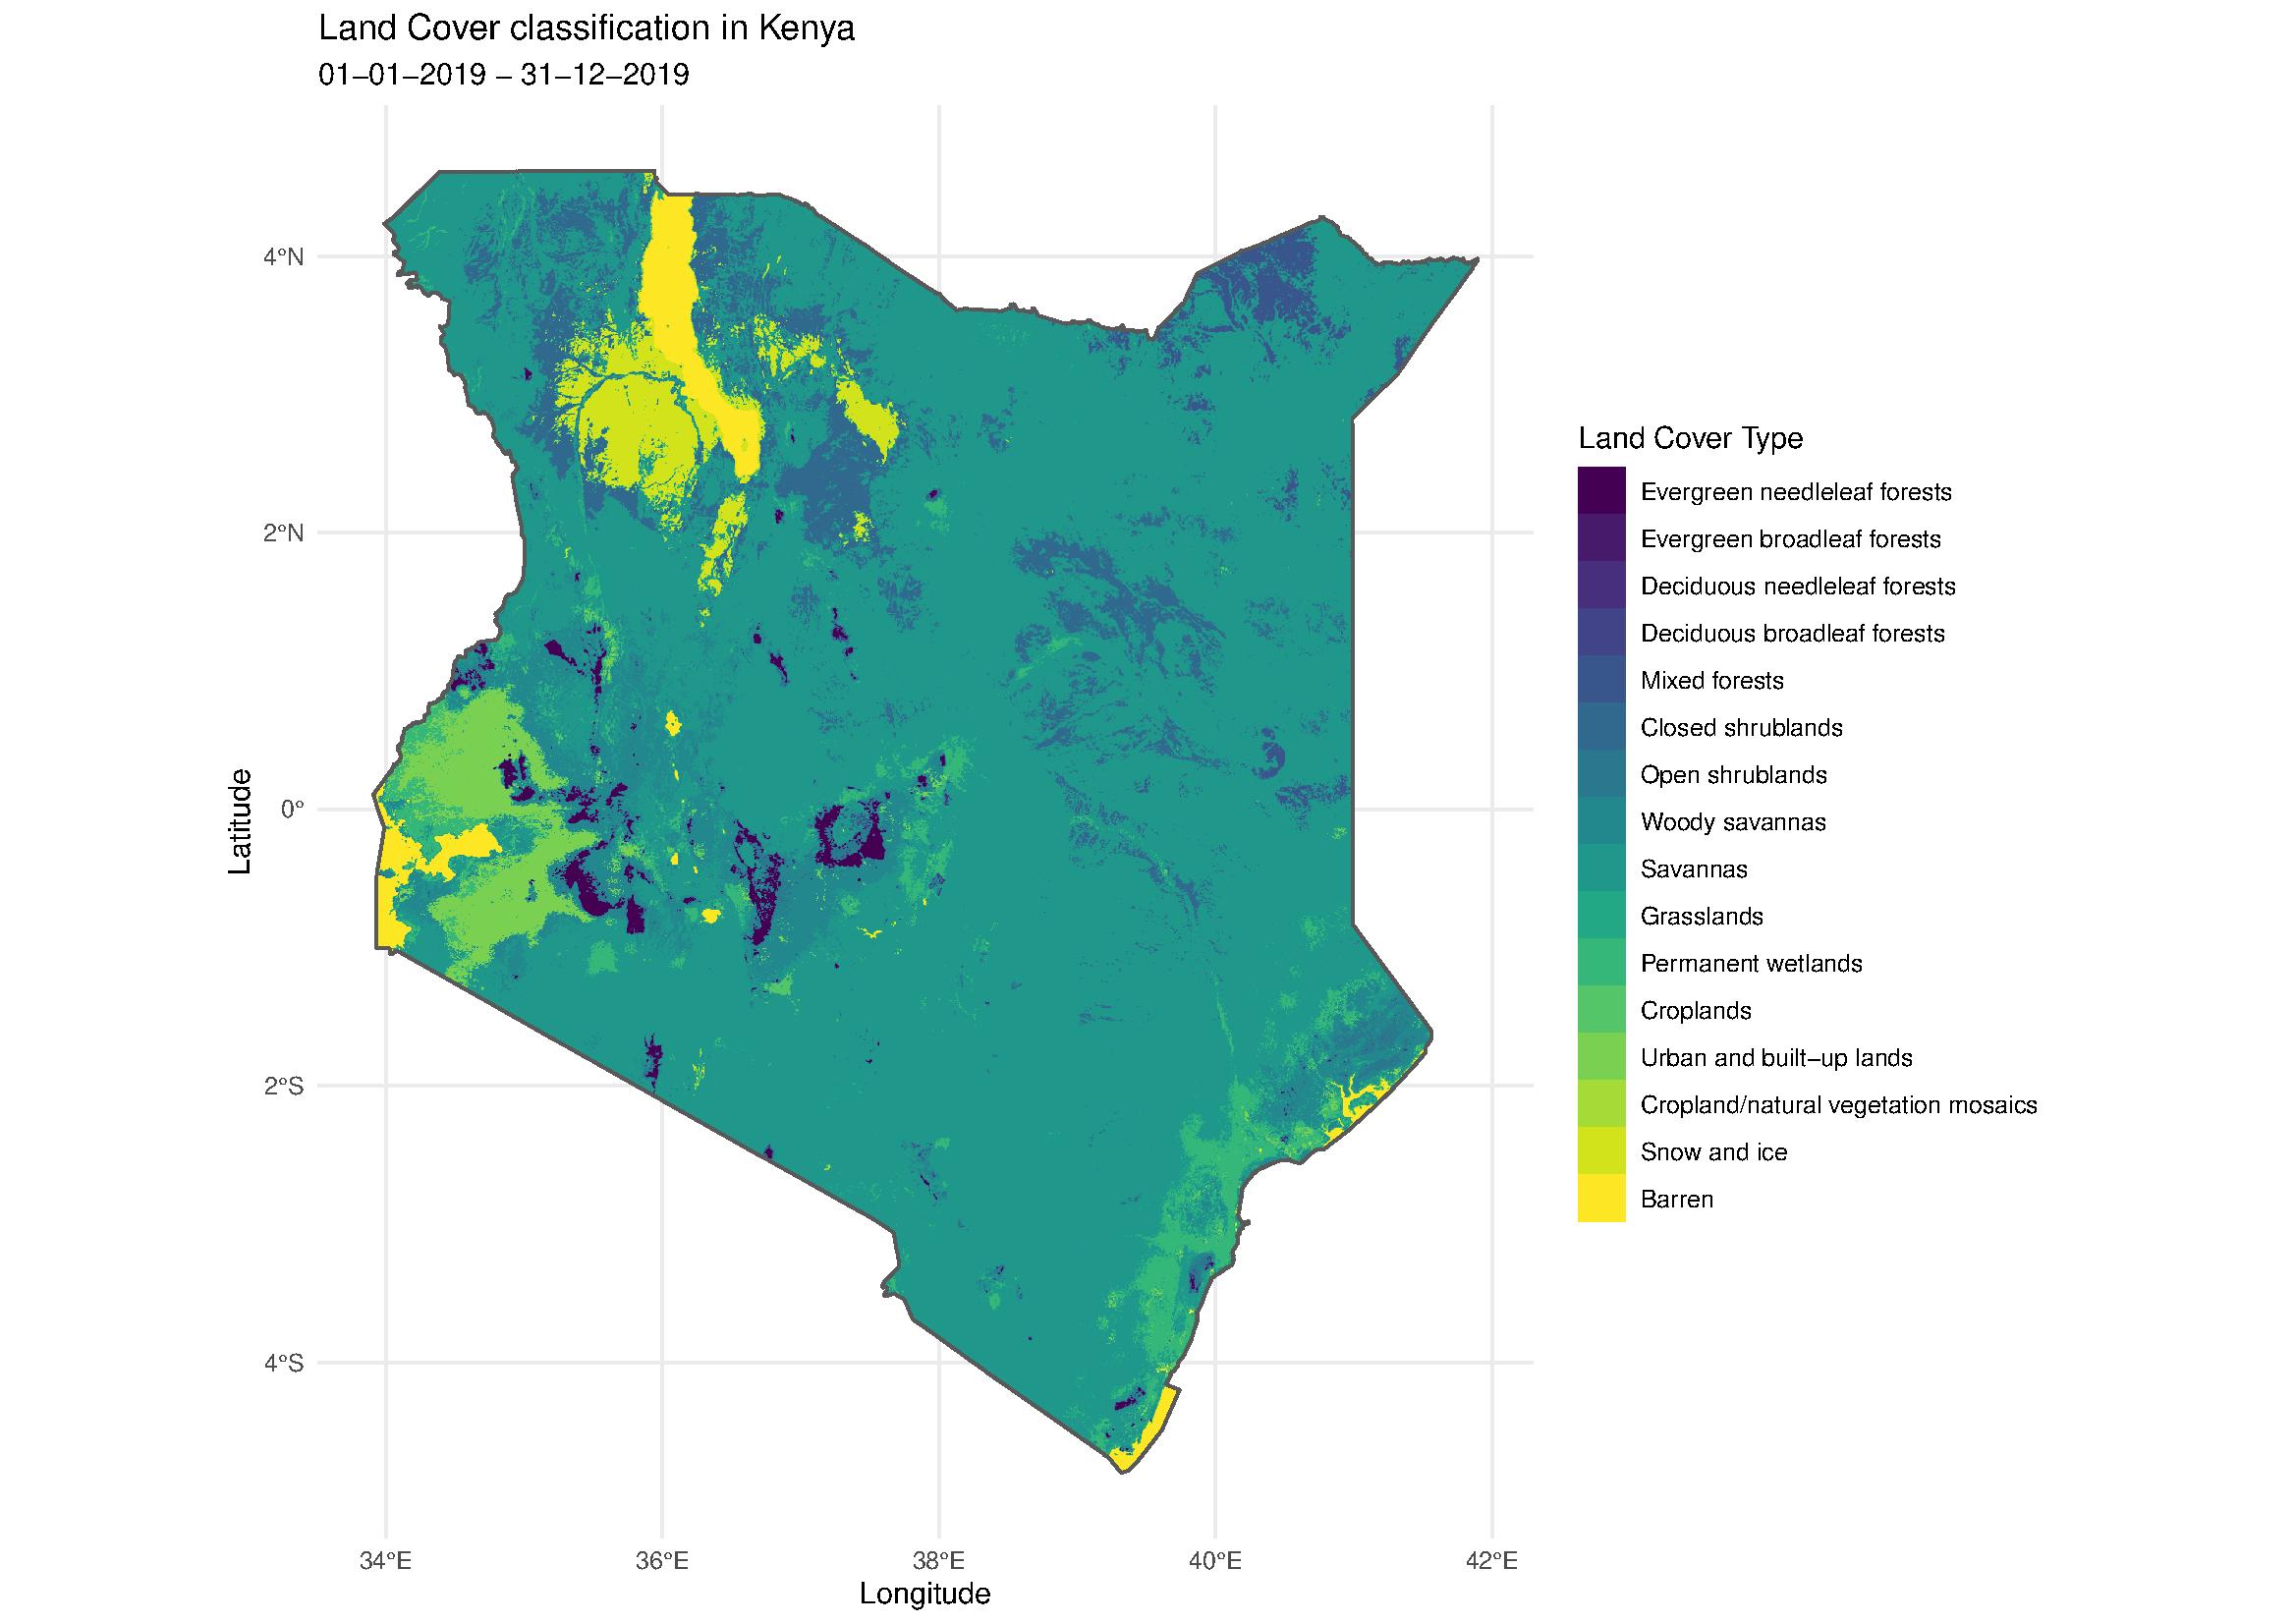 Land Cover classification in Kenya
01−01−2019 − 31−12−2019
4°N
2°N
0°
2°S
4°S
Latitude
34°E
36°E
38°E
40°E
42°E
Longitude
Land Cover Type
Evergreen needleleaf forests
Evergreen broadleaf forests
Deciduous needleleaf forests
Deciduous broadleaf forests
Mixed forests
Closed shrublands
Open shrublands
Woody savannas
Savannas
Grasslands
Permanent wetlands
Croplands
Urban and built−up lands
Cropland/natural vegetation mosaics
Snow and ice
Barren